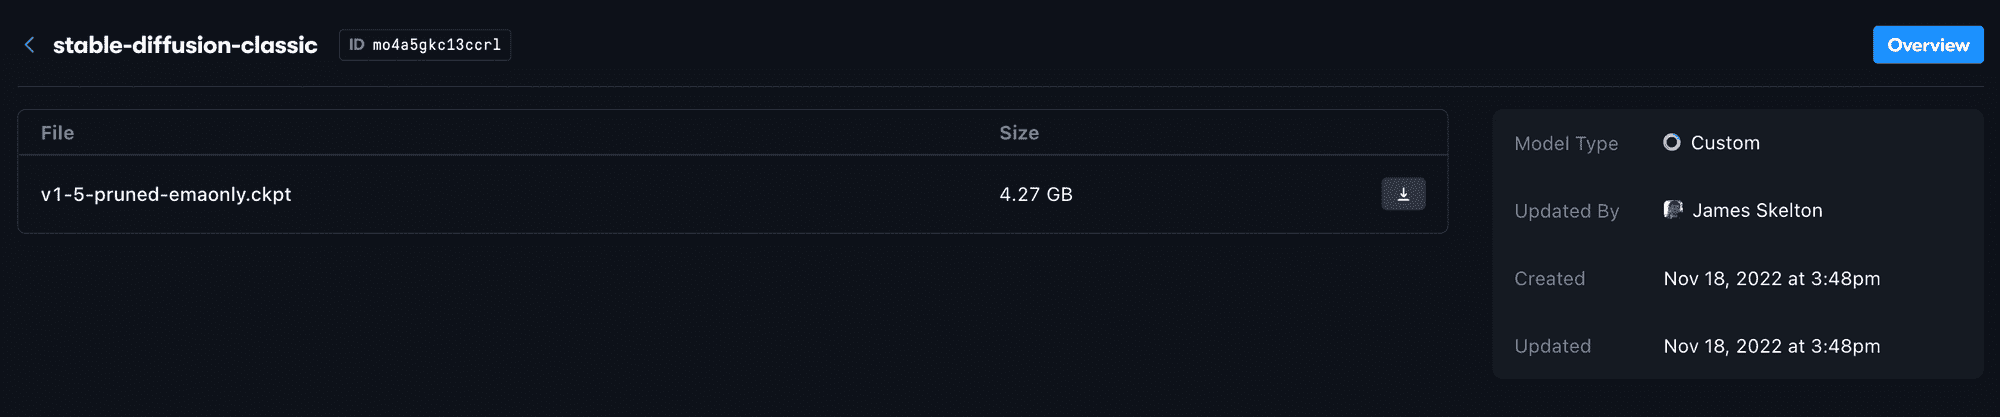 stable-diffusion-classic ID mo4a5gkc13ccrl Overview
File Size
v1-5-pruned-emaonly.ckpt 4.27 GB
Model Type Custom
Updated By James Skelton
Created Nov 18, 2022 at 3:48pm
Updated Nov 18, 2022 at 3:48pm